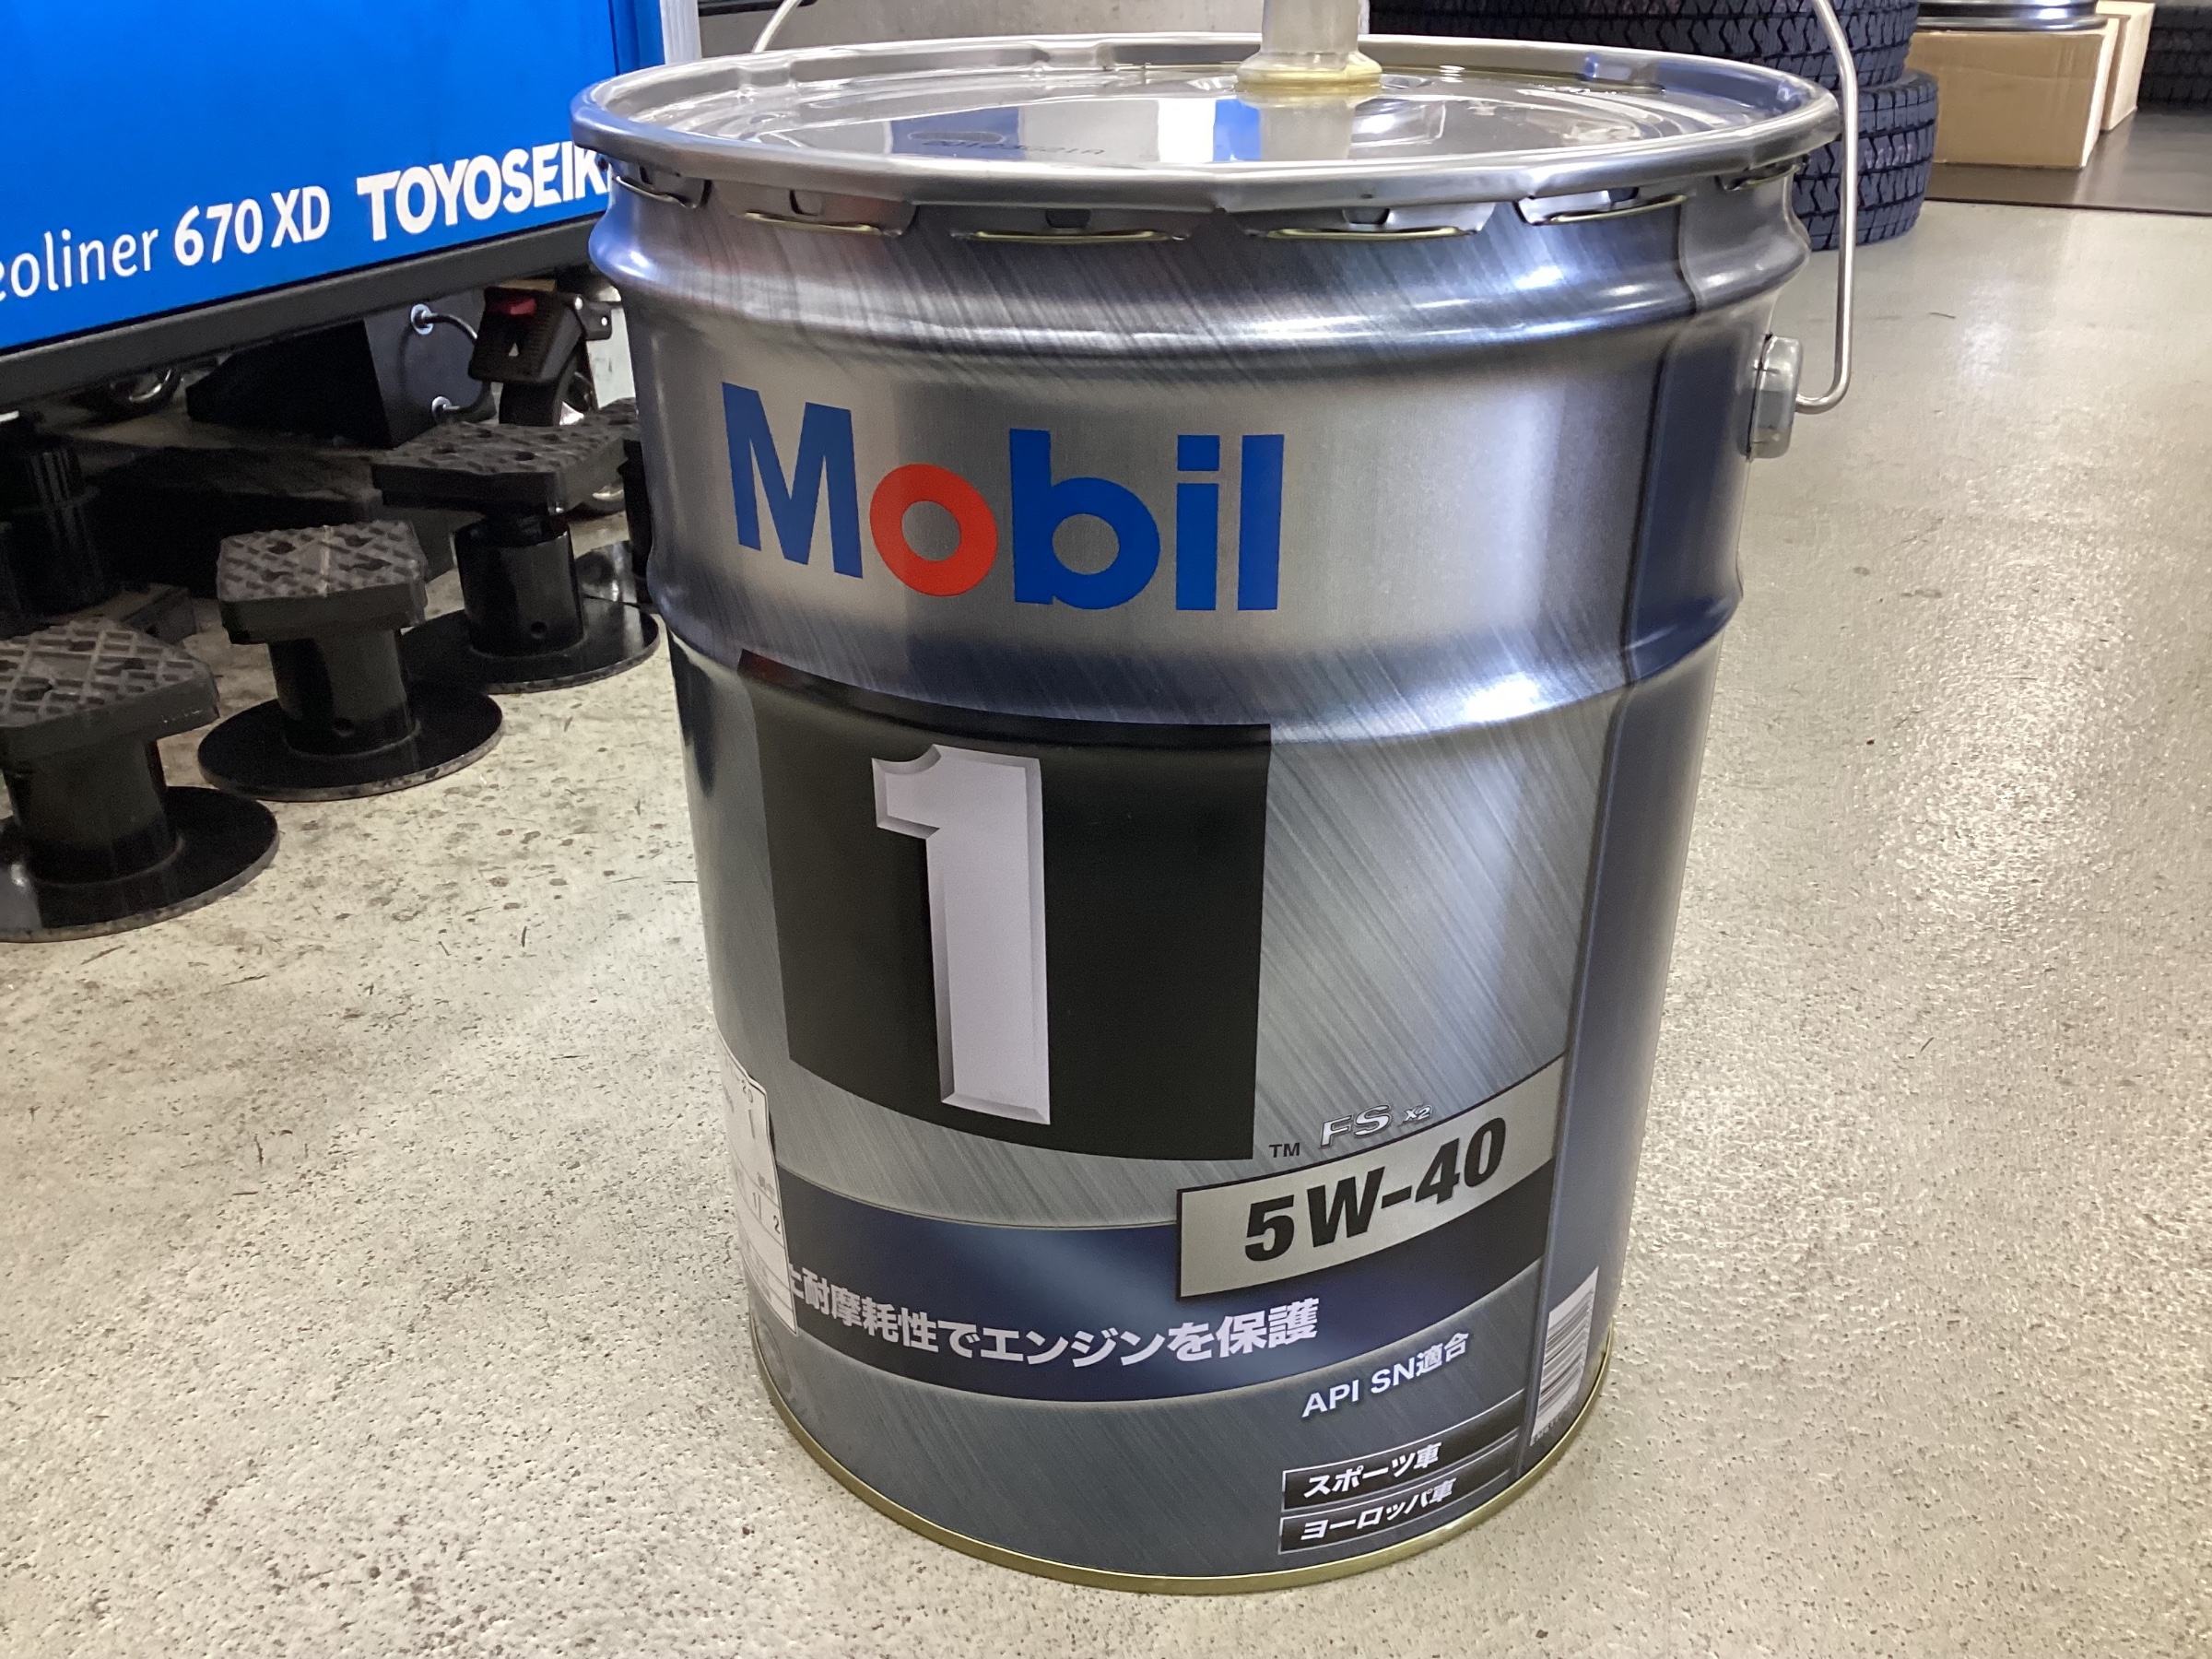 eoliner 670 XD TOYOSEIK
Mobil
1
TM FS x2
5W-40
耐摩耗性でエンジンを保護
API SN適合
スポーツ車
ヨーロッパ車